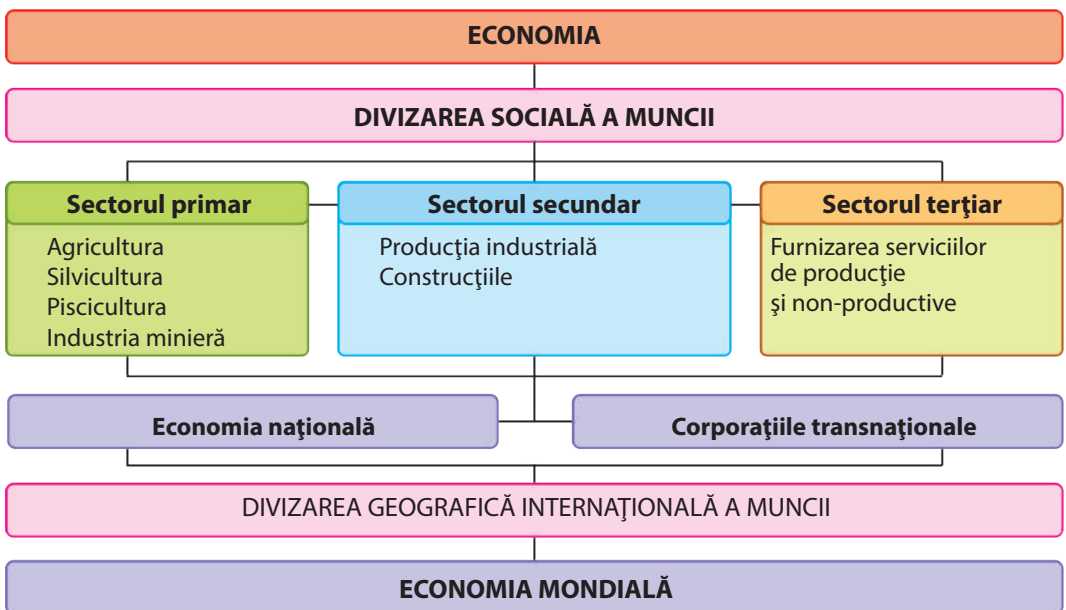 ECONOMIA
DIVIZAREA SOCIALĂ A MUNCII
Sectorul primar
Agricultura
Silvicultura
Piscicultura
Industria minieră
Sectorul secundar
Producţia industrială
Construcţiile
Sectorul terţiar
Furnizarea serviciilor
de producţie
şi non-productive
Economia naţională
Corporaţiile transnaţionale
DIVIZAREA GEOGRAFICĂ INTERNAŢIONALĂ A MUNCII
ECONOMIA MONDIALĂ